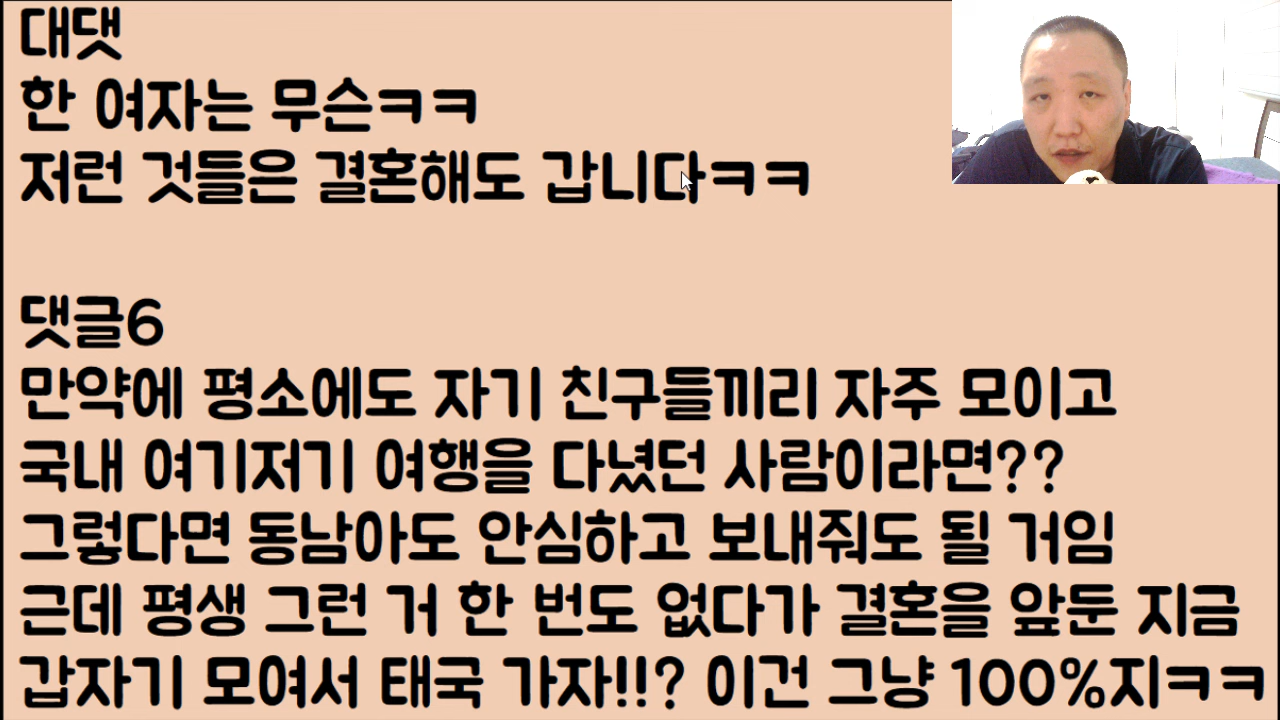 대댓
한 여자는 무슨ㅋㅋ
저런 것들은 결혼해도 갑니다ㅋㅋ
댓글6
만약에 평소에도 자기 친구들끼리 자주 모이고
국내 여기저기 여행을 다녔던 사람이라면??
그렇다면 동남아도 안심하고 보내줘도 될 거임
근데 평생 그런 거 한 번도 없다가 결혼을 앞둔 지금
갑자기 모여서 태국 가자!!? 이건 그냥 100%지ㅋㅋ